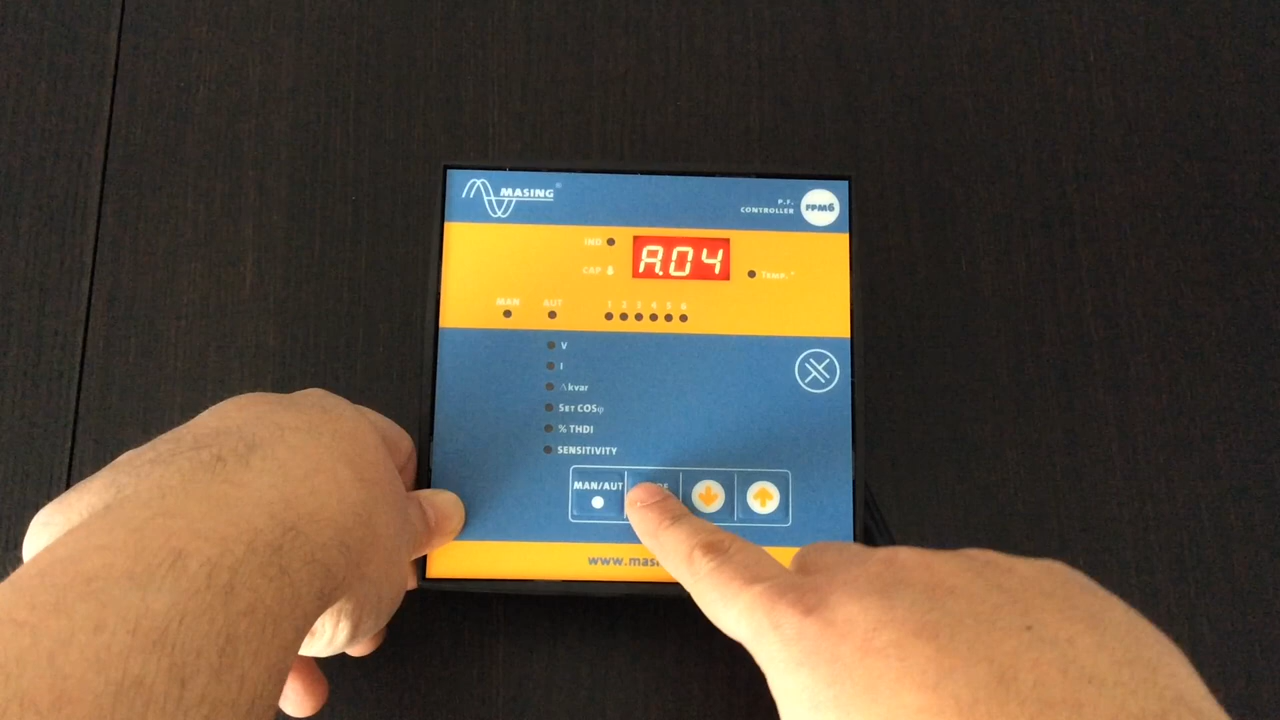 MASING®
P.F.
CONTROLLER
FPM6
IND
A.04
CAP
TEMP.°
MAN
AUT
1 2 3 4 5 6
V
I
Δkvar
SET COSφ
% THDI
SENSITIVITY
MAN/AUT
www.mas